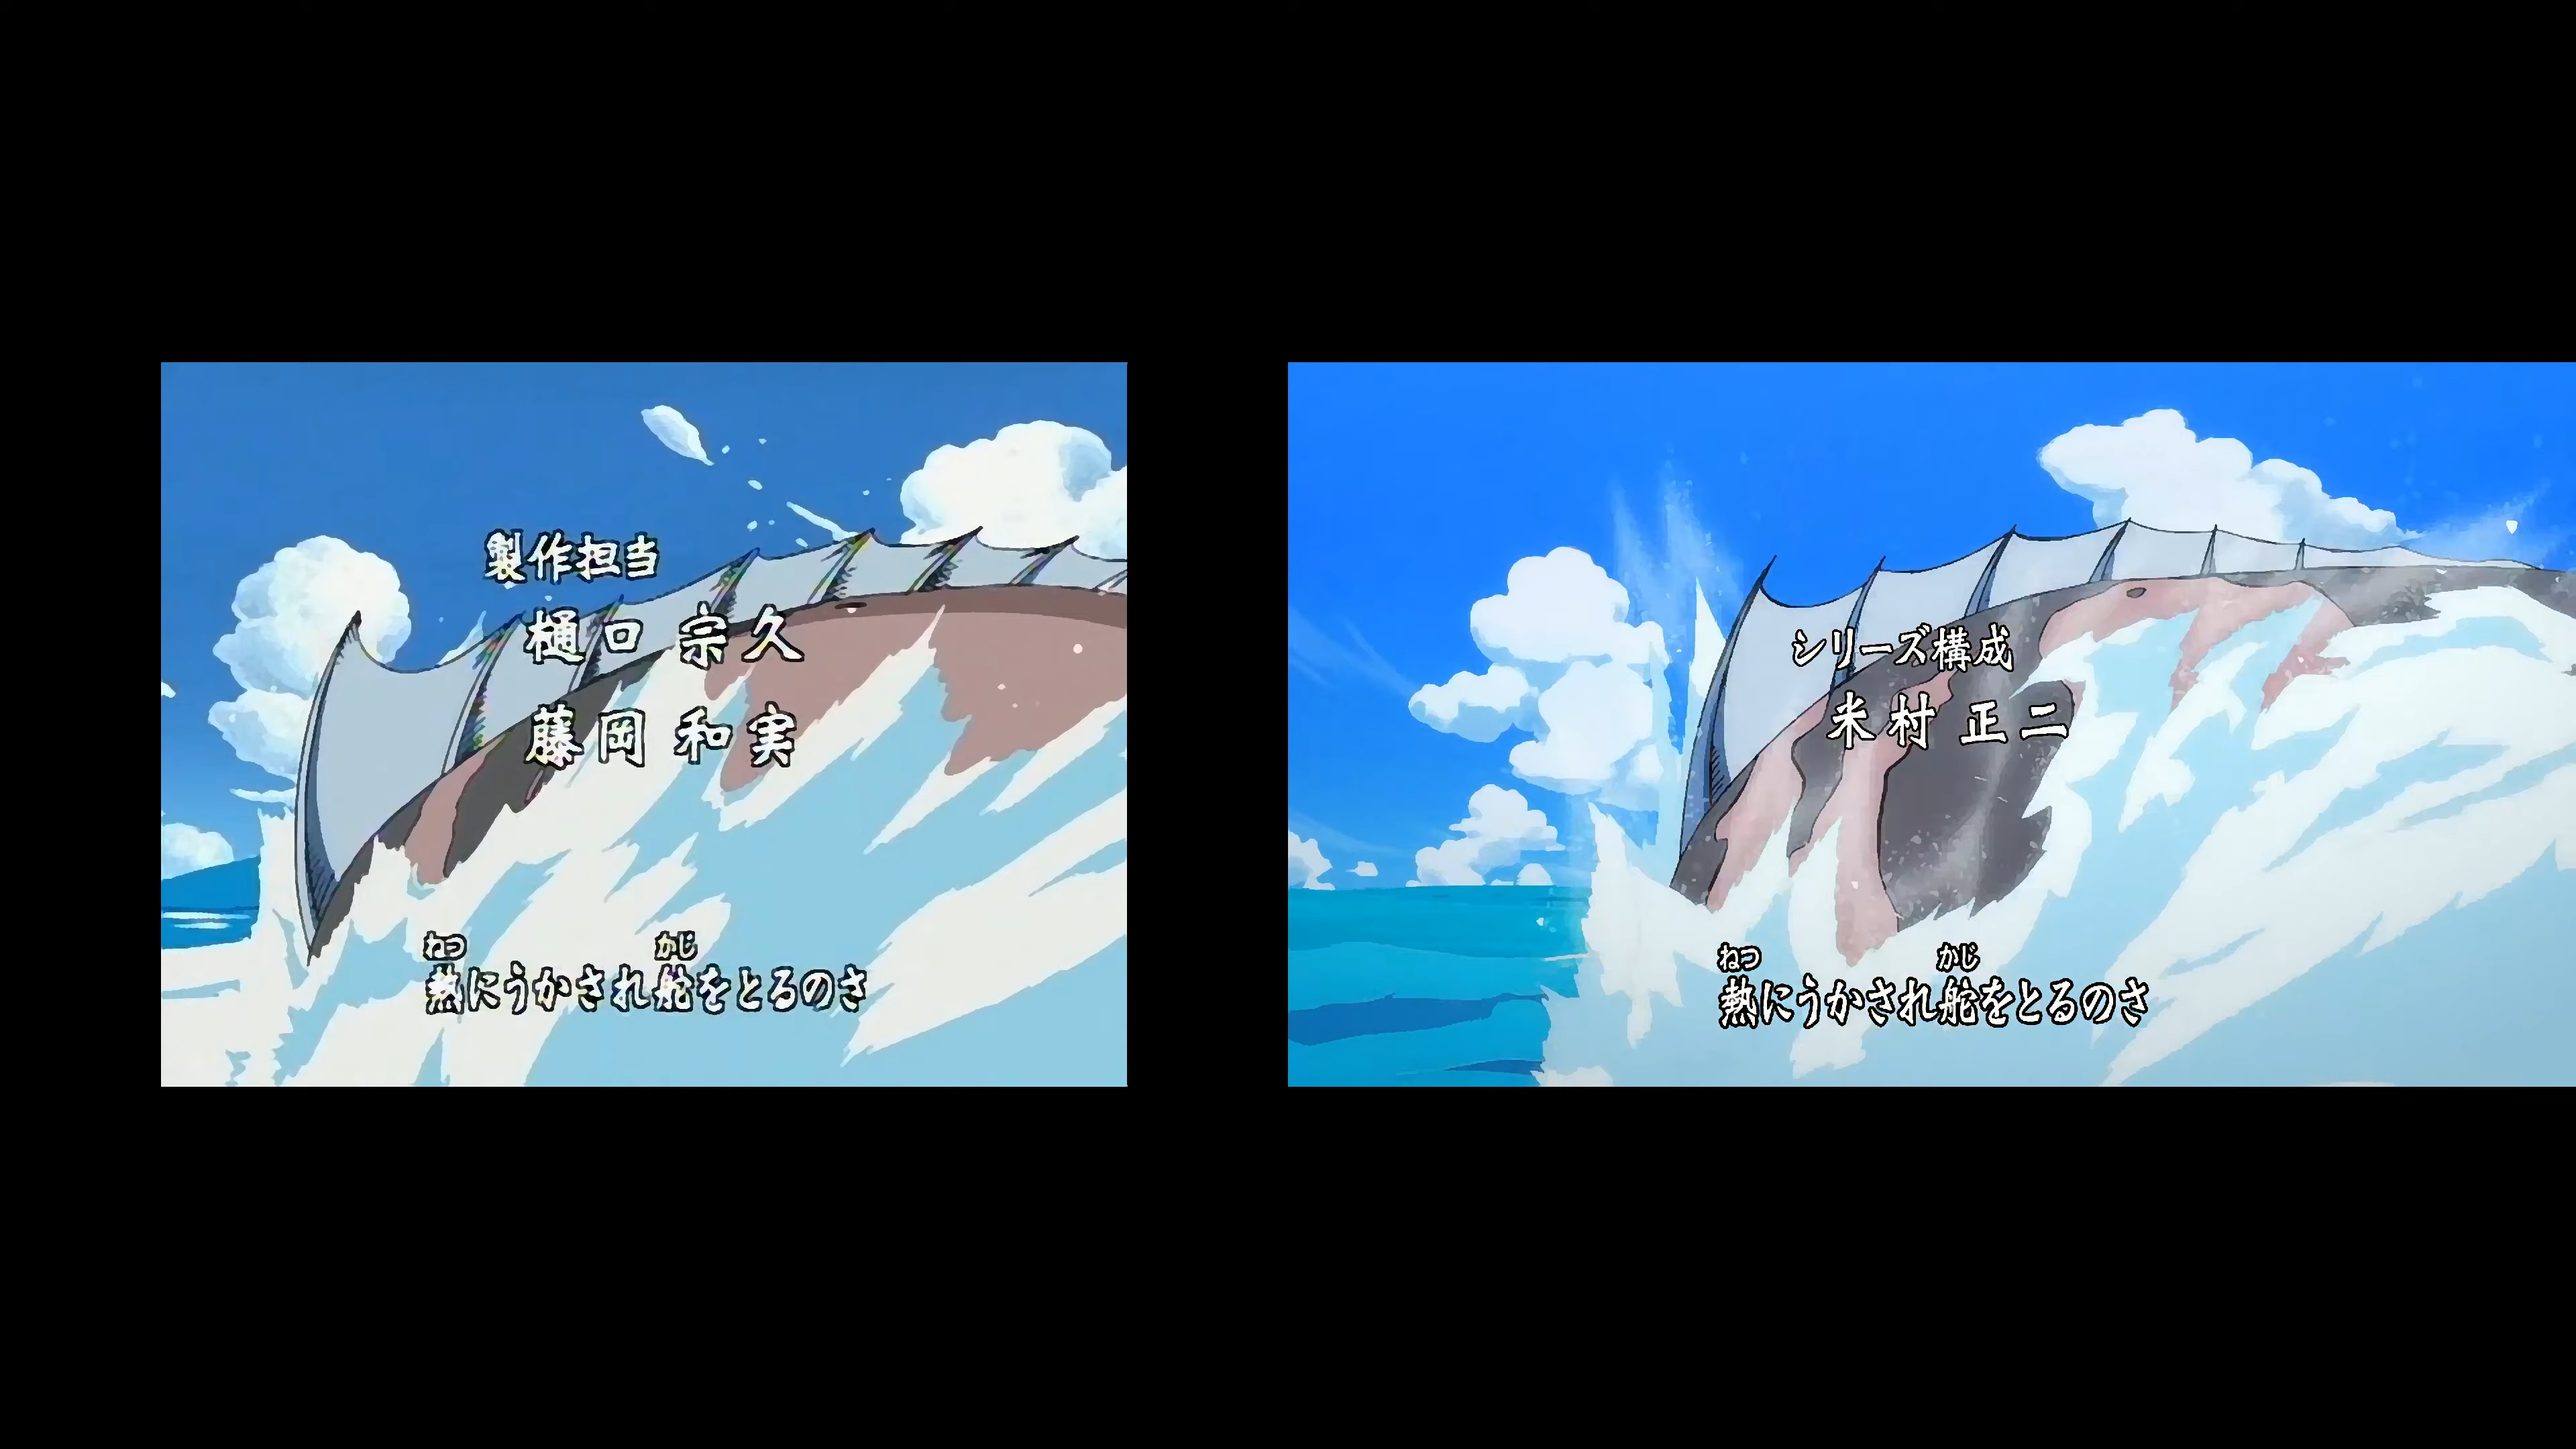 製作担当
樋口 宗久
藤岡 和実
ねつ かじ
熱にうかされ舵をとるのさ
シリーズ構成
米村 正二
ねつ かじ
熱にうかされ舵をとるのさ